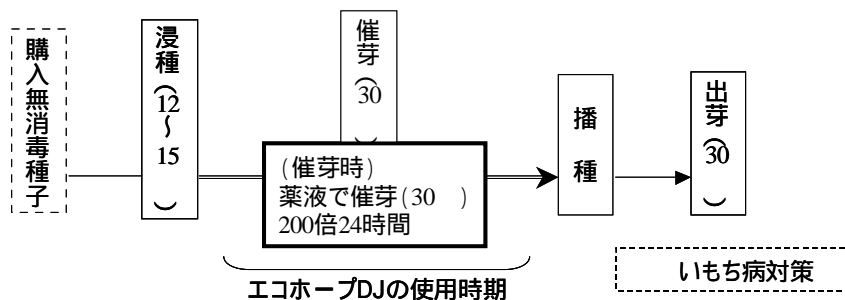 購入無消毒種子
浸種(12～15　)
催芽(30　)
(催芽時)
薬液で催芽(30　)
200倍24時間
播種
出芽(30　)
エコホープDJの使用時期
いもち病対策